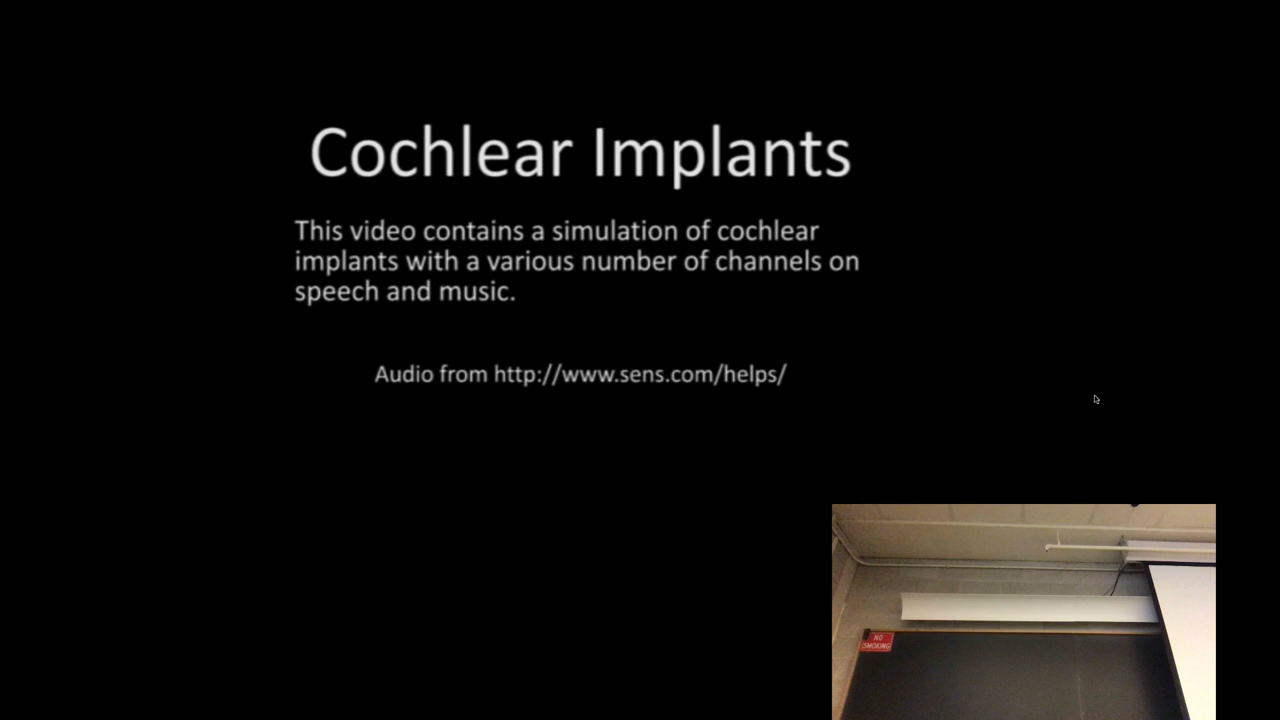 Cochlear Implants
This video contains a simulation of cochlear
implants with a various number of channels on
speech and music.
Audio from http://www.sens.com/helps/
NO
SMOKING